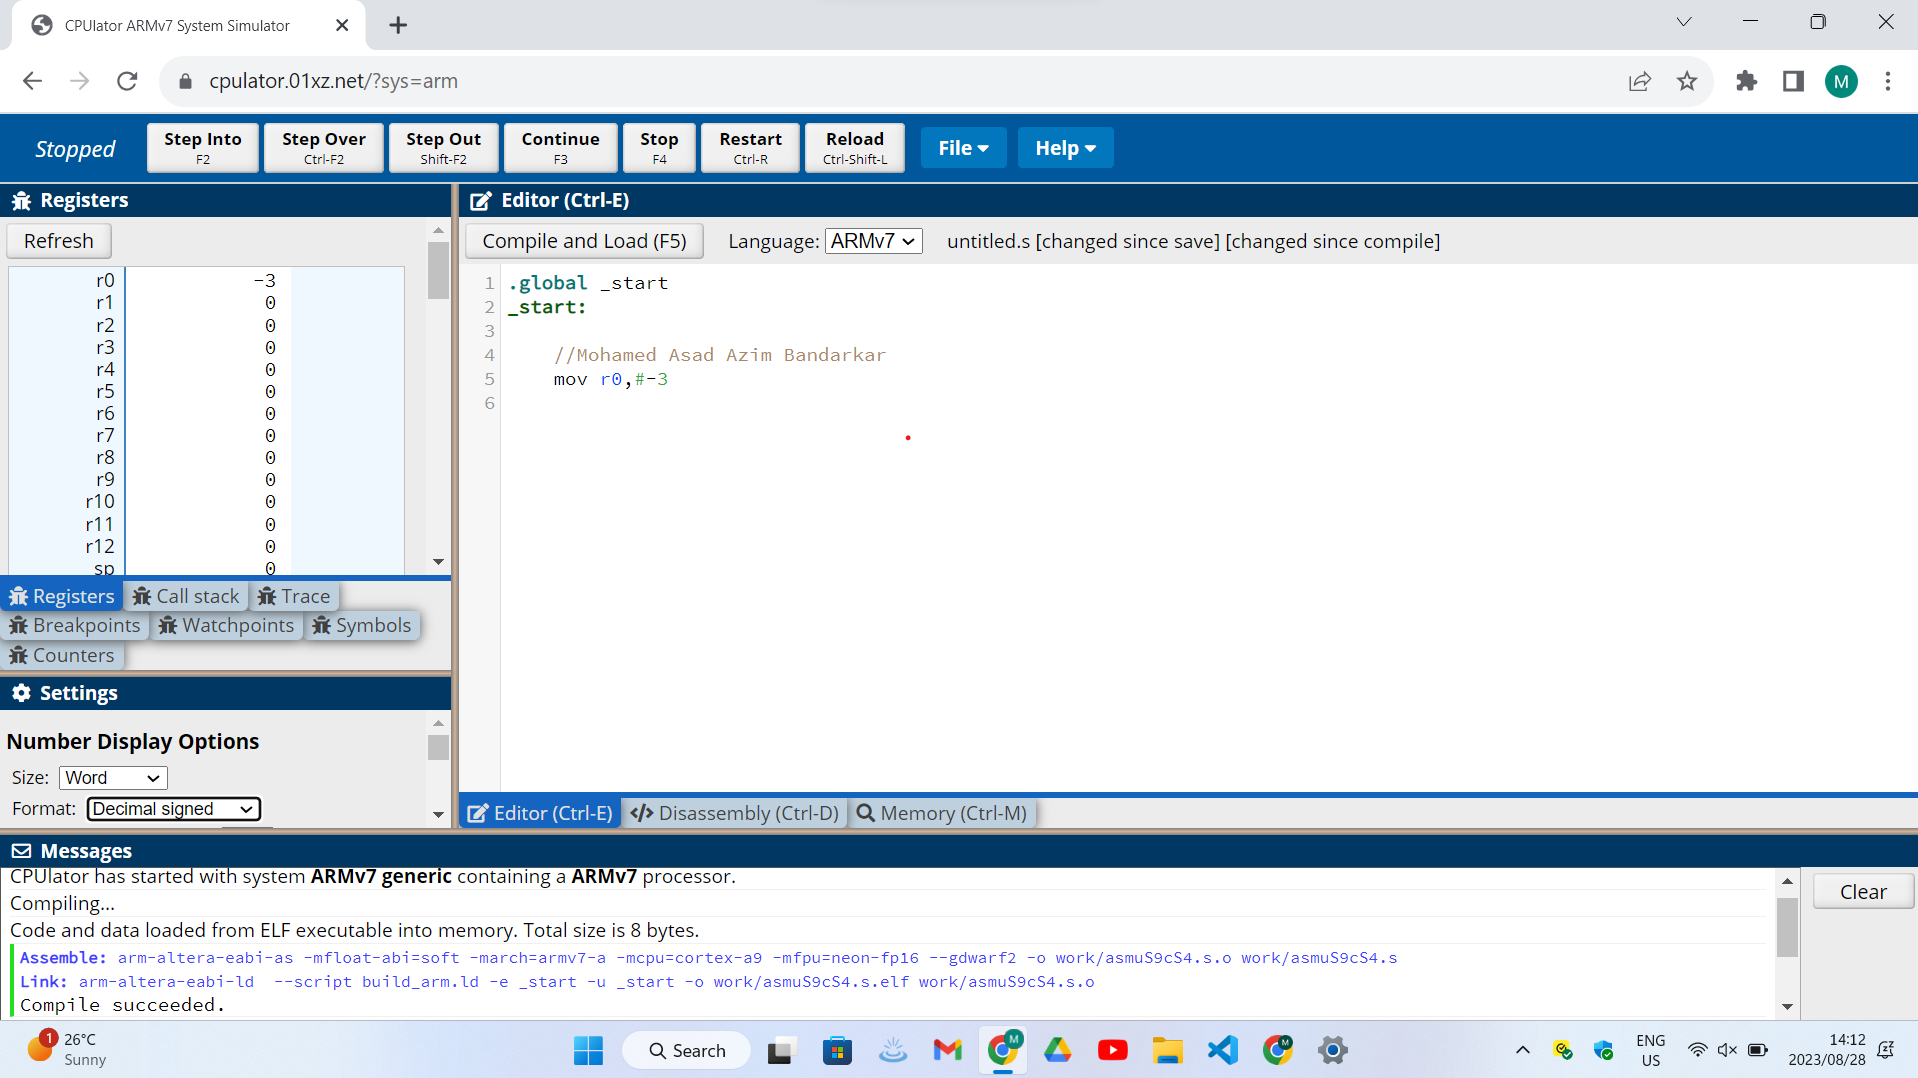 CPUlator ARMv7 System Simulator
cpulator.01xz.net/?sys=arm
M
Stopped
Step Into
F2
Step Over
Ctrl-F2
Step Out
Shift-F2
Continue
F3
Stop
F4
Restart
Ctrl-R
Reload
Ctrl-Shift-L
File
Help
Registers
Refresh
r0 -3
r1 0
r2 0
r3 0
r4 0
r5 0
r6 0
r7 0
r8 0
r9 0
r10 0
r11 0
r12 0
sp 0
Registers Call stack Trace
Breakpoints Watchpoints Symbols
Counters
Settings
Number Display Options
Size: Word
Format: Decimal signed
Editor (Ctrl-E)
Compile and Load (F5) Language: ARMv7 untitled.s [changed since save] [changed since compile]
1 .global _start
2 _start:
3
4 //Mohamed Asad Azim Bandarkar
5 mov r0,#-3
6
Editor (Ctrl-E) Disassembly (Ctrl-D) Memory (Ctrl-M)
Messages
CPUlator has started with system ARMv7 generic containing a ARMv7 processor.
Compiling...
Code and data loaded from ELF executable into memory. Total size is 8 bytes.
Assemble: arm-altera-eabi-as -mfloat-abi=soft -march=armv7-a -mcpu=cortex-a9 -mfpu=neon-fp16 --gdwarf2 -o work/asmuS9cS4.s.o work/asmuS9cS4.s
Link: arm-altera-eabi-ld --script build_arm.ld -e _start -u _start -o work/asmuS9cS4.s.elf work/asmuS9cS4.s.o
Compile succeeded.
Clear
1
26°C
Sunny
Search
M
M
ENG
US
14:12
2023/08/28